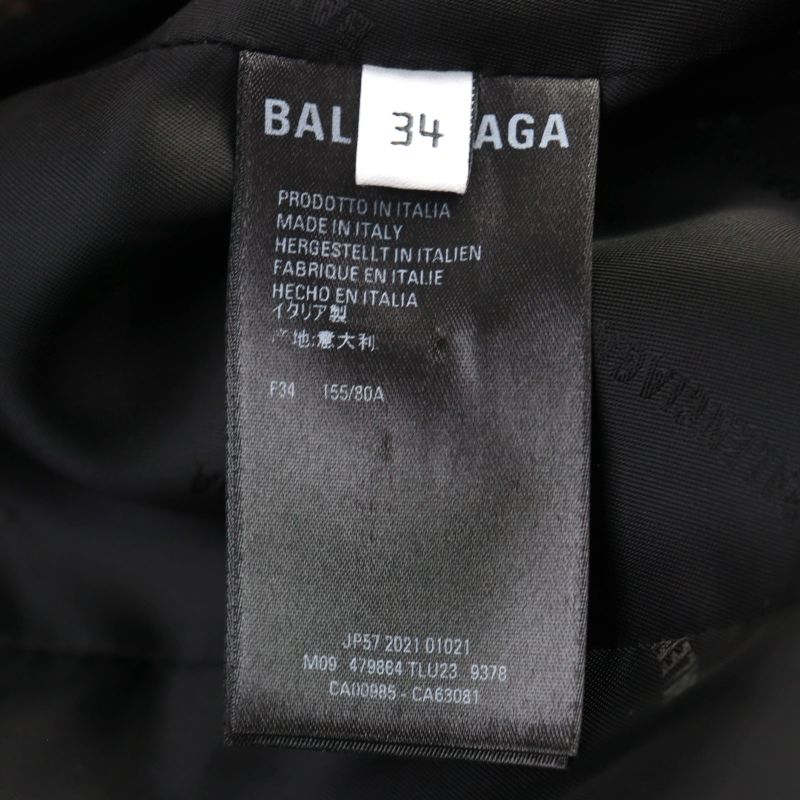 BAL AGA
34
PRODOTTO IN ITALIA
MADE IN ITALY
HERGESTELLT IN ITALIEN
FABRIQUE EN ITALIE
HECHO EN ITALIA
イタリア製
产地:意大利
F34 155/80A
JP57 2021 01021
M09 479864 TLU23 9378
CA00985 - CA63081